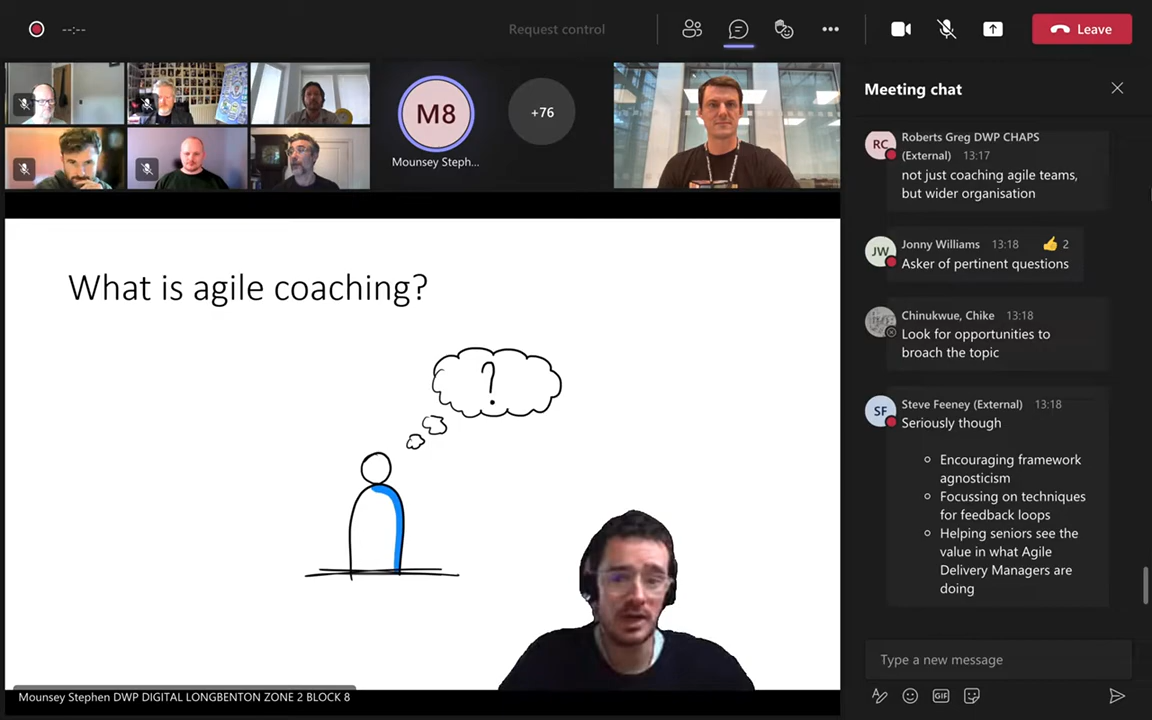 --:--
Request control
Leave
M8
Mounsey Steph...
+76
What is agile coaching?
?
Mounsey Stephen DWP DIGITAL LONGBENTON ZONE 2 BLOCK 8
Meeting chat
RC
Roberts Greg DWP CHAPS
(External) 13:17
not just coaching agile teams,
but wider organisation
JW
Jonny Williams 13:18 👍 2
Asker of pertinent questions
Chinukwue, Chike 13:18
Look for opportunities to
broach the topic
SF
Steve Feeney (External) 13:18
Seriously though
Encouraging framework
agnosticism
Focussing on techniques
for feedback loops
Helping seniors see the
value in what Agile
Delivery Managers are
doing
Type a new message
GIF